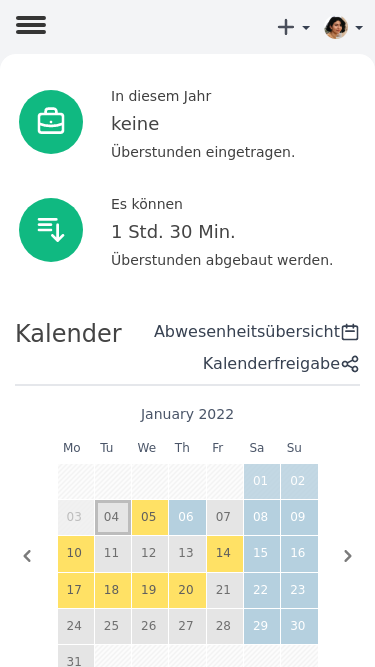 In diesem Jahr
keine
Überstunden eingetragen.
Es können
1 Std. 30 Min.
Überstunden abgebaut werden.
Kalender
Abwesenheitsübersicht
Kalenderfreigabe
January 2022
Mo Tu We Th Fr Sa Su
01 02
03 04 05 06 07 08 09
10 11 12 13 14 15 16
17 18 19 20 21 22 23
24 25 26 27 28 29 30
31